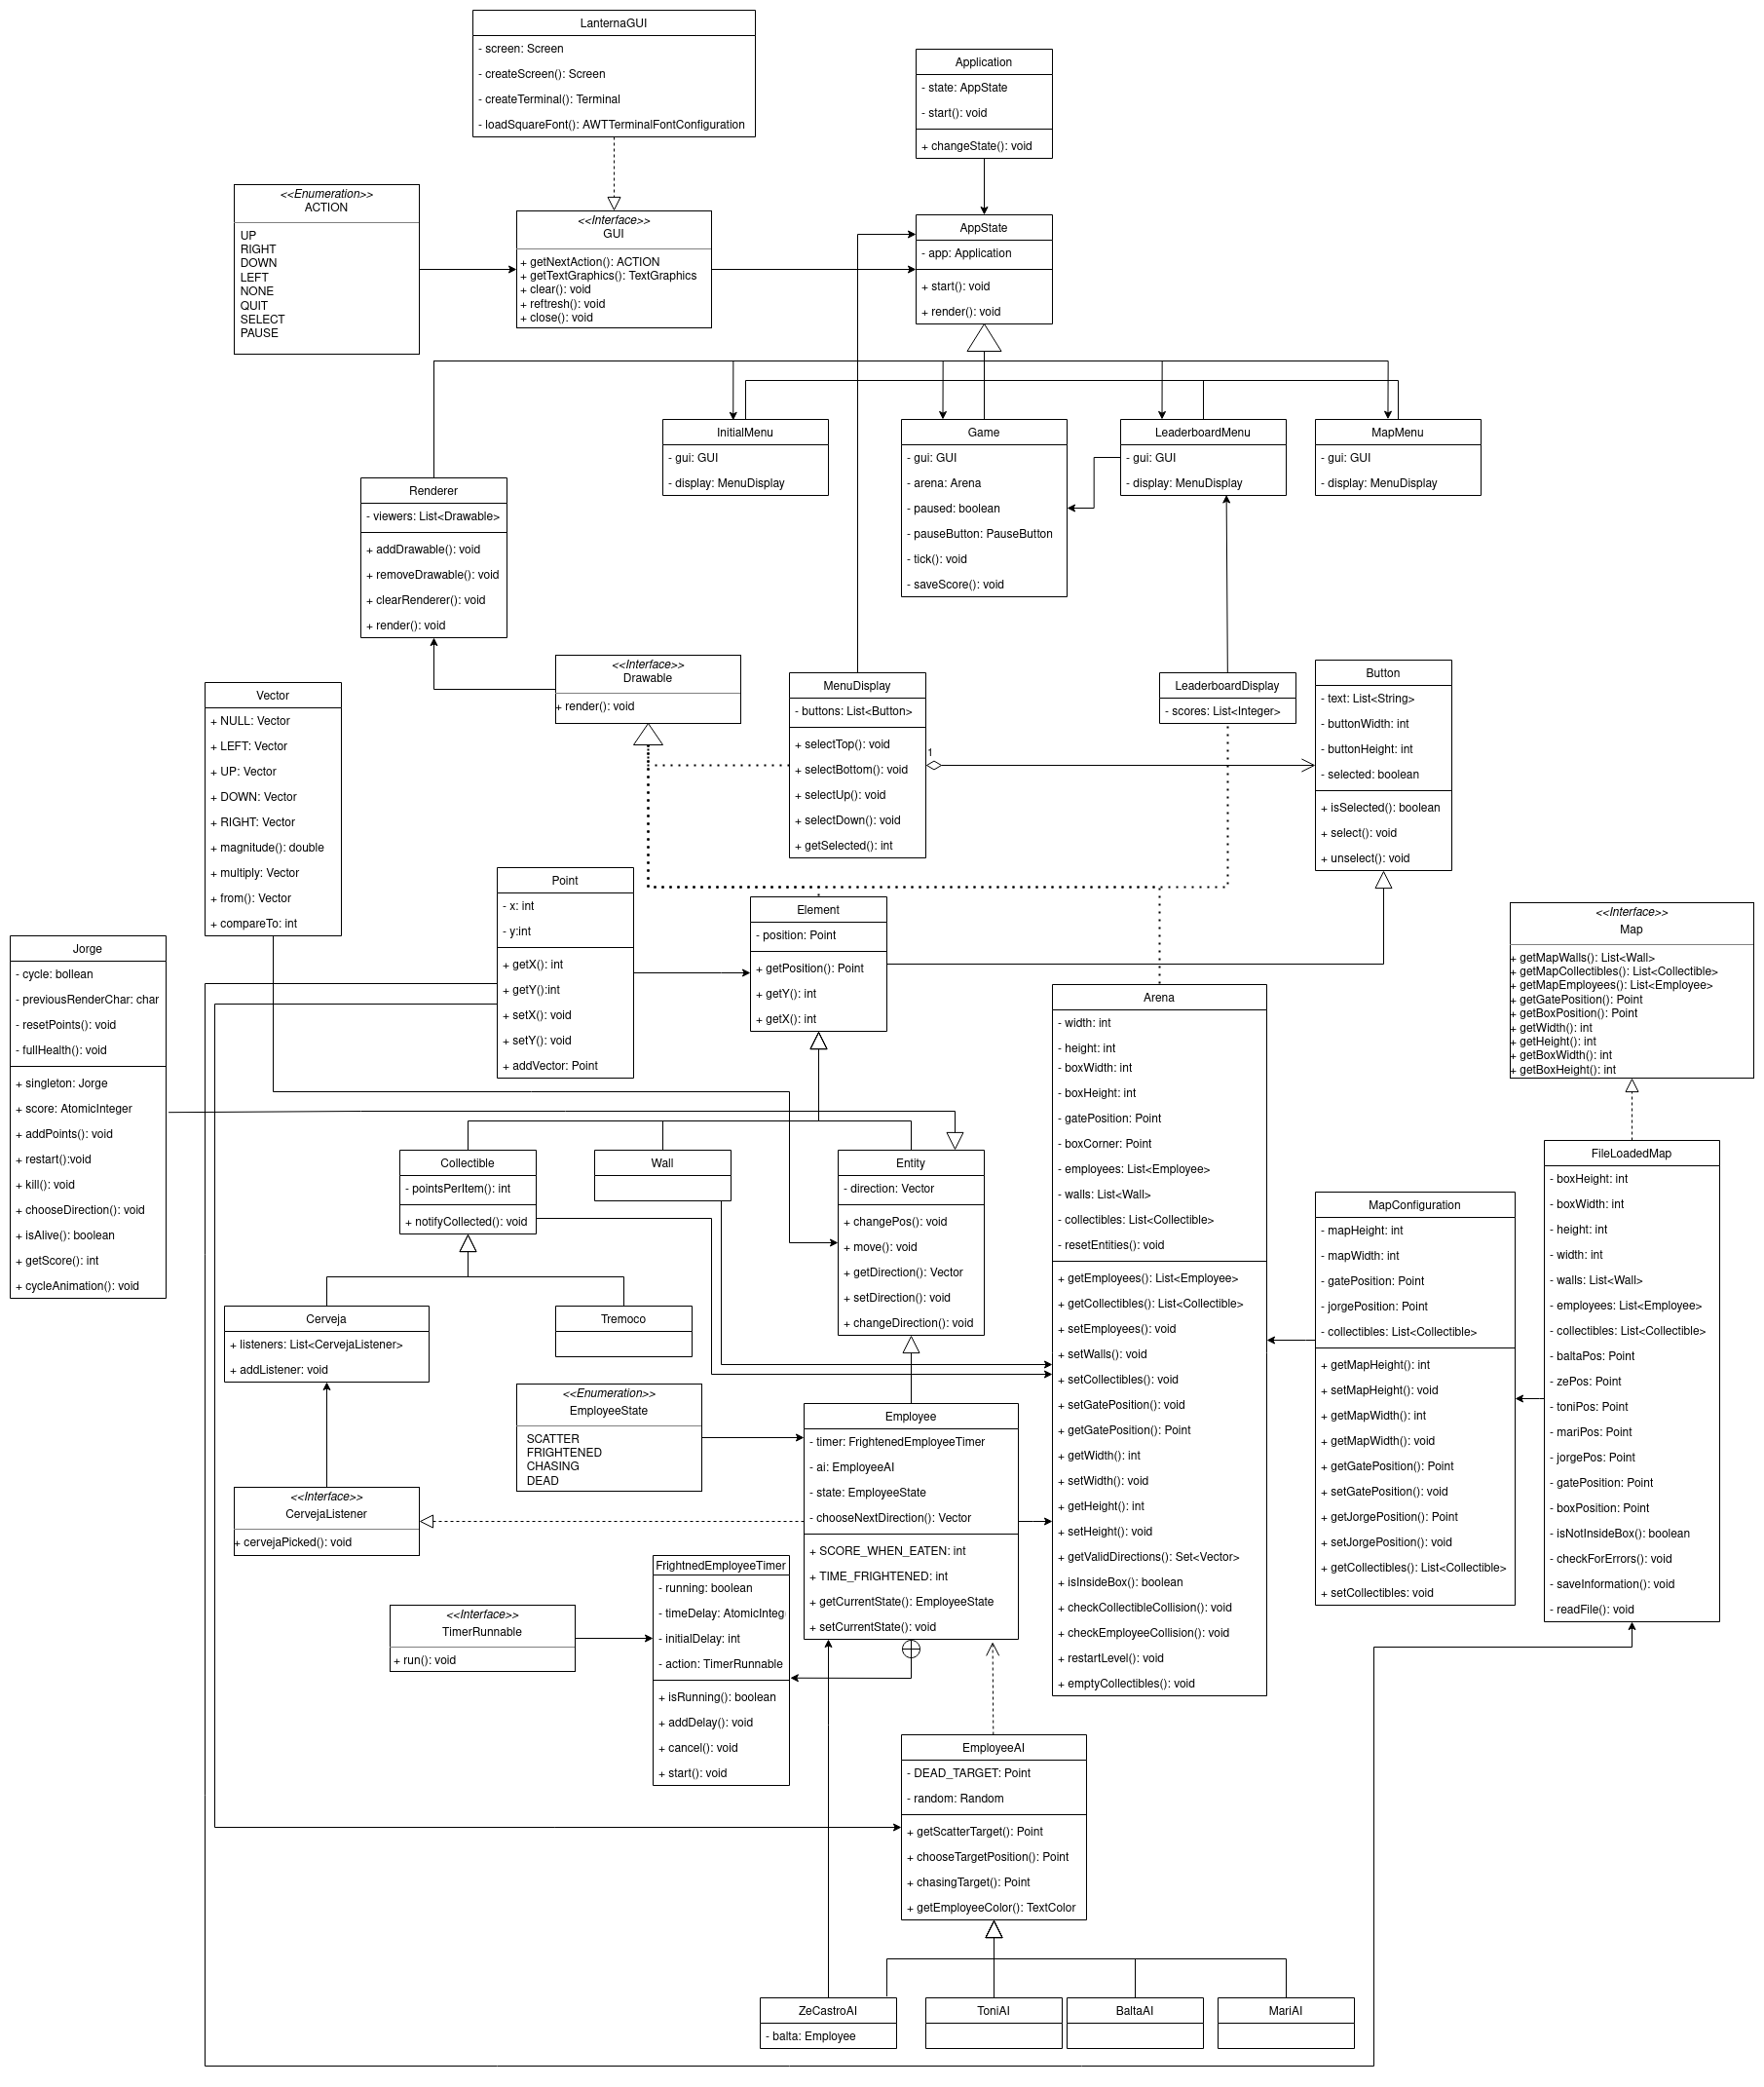 LanternaGUI
- screen: Screen
- createScreen(): Screen
- createTerminal(): Terminal
- loadSquareFont(): AWTTerminalFontConfiguration
Application
- state: AppState
- start(): void
+ changeState(): void
<<Enumeration>>
ACTION
UP
RIGHT
DOWN
LEFT
NONE
QUIT
SELECT
PAUSE
<<Interface>>
GUI
+ getNextAction(): ACTION
+ getTextGraphics(): TextGraphics
+ clear(): void
+ reftresh(): void
+ close(): void
AppState
- app: Application
+ start(): void
+ render(): void
InitialMenu
- gui: GUI
- display: MenuDisplay
Game
- gui: GUI
- arena: Arena
- paused: boolean
- pauseButton: PauseButton
- tick(): void
- saveScore(): void
LeaderboardMenu
- gui: GUI
- display: MenuDisplay
MapMenu
- gui: GUI
- display: MenuDisplay
Renderer
- viewers: List<Drawable>
+ addDrawable(): void
+ removeDrawable(): void
+ clearRenderer(): void
+ render(): void
<<Interface>>
Drawable
+ render(): void
MenuDisplay
- buttons: List<Button>
+ selectTop(): void
+ selectBottom(): void
+ selectUp(): void
+ selectDown(): void
+ getSelected(): int
1
LeaderboardDisplay
- scores: List<Integer>
Button
- text: List<String>
- buttonWidth: int
- buttonHeight: int
- selected: boolean
+ isSelected(): boolean
+ select(): void
+ unselect(): void
Vector
+ NULL: Vector
+ LEFT: Vector
+ UP: Vector
+ DOWN: Vector
+ RIGHT: Vector
+ magnitude(): double
+ multiply: Vector
+ from(): Vector
+ compareTo: int
Point
- x: int
- y:int
+ getX(): int
+ getY():int
+ setX(): void
+ setY(): void
+ addVector: Point
Element
- position: Point
+ getPosition(): Point
+ getY(): int
+ getX(): int
<<Interface>>
Map
+ getMapWalls(): List<Wall>
+ getMapCollectibles(): List<Collectible>
+ getMapEmployees(): List<Employee>
+ getGatePosition(): Point
+ getBoxPosition(): Point
+ getWidth(): int
+ getHeight(): int
+ getBoxWidth(): int
+ getBoxHeight(): int
Jorge
- cycle: bollean
- previousRenderChar: char
- resetPoints(): void
- fullHealth(): void
+ singleton: Jorge
+ score: AtomicInteger
+ addPoints(): void
+ restart():void
+ kill(): void
+ chooseDirection(): void
+ isAlive(): boolean
+ getScore(): int
+ cycleAnimation(): void
Arena
- width: int
- height: int
- boxWidth: int
- boxHeight: int
- gatePosition: Point
- boxCorner: Point
- employees: List<Employee>
- walls: List<Wall>
- collectibles: List<Collectible>
- resetEntities(): void
+ getEmployees(): List<Employee>
+ getCollectibles(): List<Collectible>
+ setEmployees(): void
+ setWalls(): void
+ setCollectibles(): void
+ setGatePosition(): void
+ getGatePosition(): Point
+ getWidth(): int
+ setWidth(): void
+ getHeight(): int
+ setHeight(): void
+ getValidDirections(): Set<Vector>
+ isInsideBox(): boolean
+ checkCollectibleCollision(): void
+ checkEmployeeCollision(): void
+ restartLevel(): void
+ emptyCollectibles(): void
Collectible
- pointsPerItem(): int
+ notifyCollected(): void
Wall
Entity
- direction: Vector
+ changePos(): void
+ move(): void
+ getDirection(): Vector
+ setDirection(): void
+ changeDirection(): void
MapConfiguration
- mapHeight: int
- mapWidth: int
- gatePosition: Point
- jorgePosition: Point
- collectibles: List<Collectible>
+ getMapHeight(): int
+ setMapHeight(): void
+ getMapWidth(): int
+ getMapWidth(): void
+ getGatePosition(): Point
+ setGatePosition(): void
+ getJorgePosition(): Point
+ setJorgePosition(): void
+ getCollectibles(): List<Collectible>
+ setCollectibles: void
FileLoadedMap
- boxHeight: int
- boxWidth: int
- height: int
- width: int
- walls: List<Wall>
- employees: List<Employee>
- collectibles: List<Collectible>
- baltaPos: Point
- zePos: Point
- toniPos: Point
- mariPos: Point
- jorgePos: Point
- gatePosition: Point
- boxPosition: Point
- isNotInsideBox(): boolean
- checkForErrors(): void
- saveInformation(): void
- readFile(): void
Cerveja
+ listeners: List<CervejaListener>
+ addListener: void
Tremoco
<<Enumeration>>
EmployeeState
SCATTER
FRIGHTENED
CHASING
DEAD
Employee
- timer: FrightenedEmployeeTimer
- ai: EmployeeAI
- state: EmployeeState
- chooseNextDirection(): Vector
+ SCORE_WHEN_EATEN: int
+ TIME_FRIGHTENED: int
+ getCurrentState(): EmployeeState
+ setCurrentState(): void
<<Interface>>
CervejaListener
+ cervejaPicked(): void
FrightnedEmployeeTimer
- running: boolean
- timeDelay: AtomicInteg
- initialDelay: int
- action: TimerRunnable
+ isRunning(): boolean
+ addDelay(): void
+ cancel(): void
+ start(): void
<<Interface>>
TimerRunnable
+ run(): void
EmployeeAI
- DEAD_TARGET: Point
- random: Random
+ getScatterTarget(): Point
+ chooseTargetPosition(): Point
+ chasingTarget(): Point
+ getEmployeeColor(): TextColor
ZeCastroAI
- balta: Employee
ToniAI
BaltaAI
MariAI